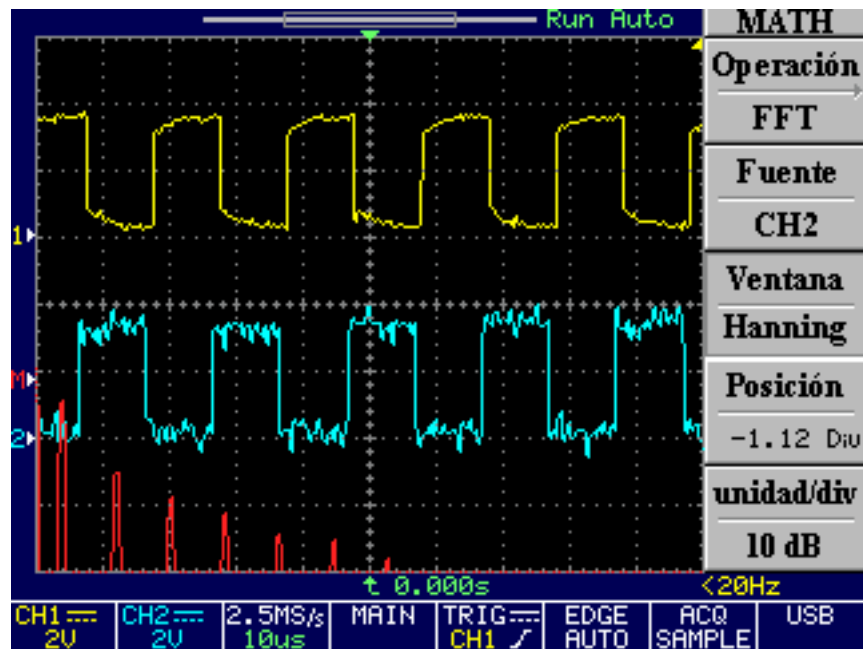 Run Auto
MATH
Operación
FFT
Fuente
CH2
Ventana
Hanning
Posición
-1.12 Div
unidad/div
10 dB
1
M
2
0.000s
<20Hz
CH1
2V
CH2
2V
2.5MS/s
10us
MAIN
TRIG
CH1
EDGE
AUTO
ACQ
SAMPLE
USB